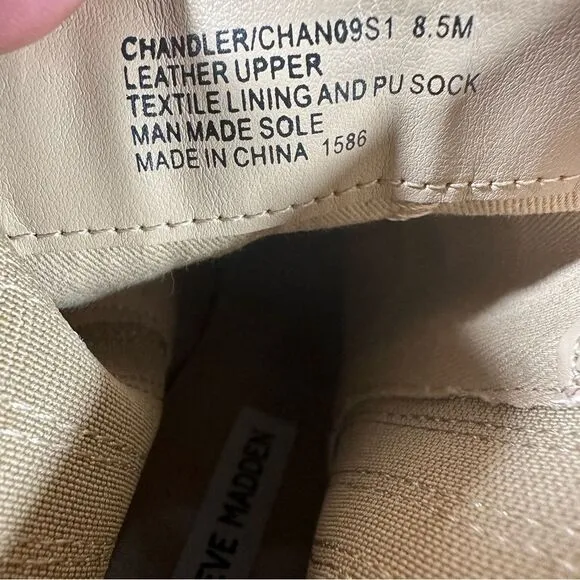 CHANDLER/CHAN09S1 8.5M
LEATHER UPPER
TEXTILE LINING AND PU SOCK
MAN MADE SOLE
MADE IN CHINA 1586
EVE MADDEN